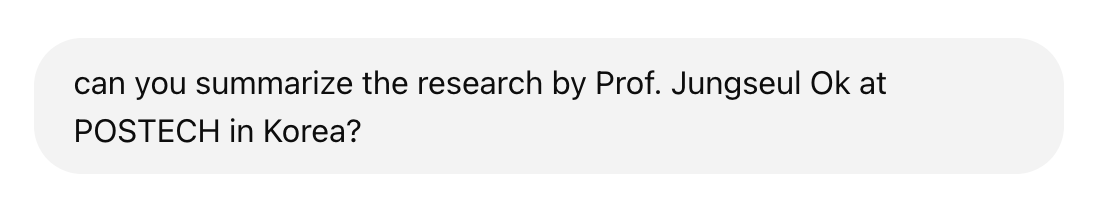 can you summarize the research by Prof. Jungseul Ok at
POSTECH in Korea?